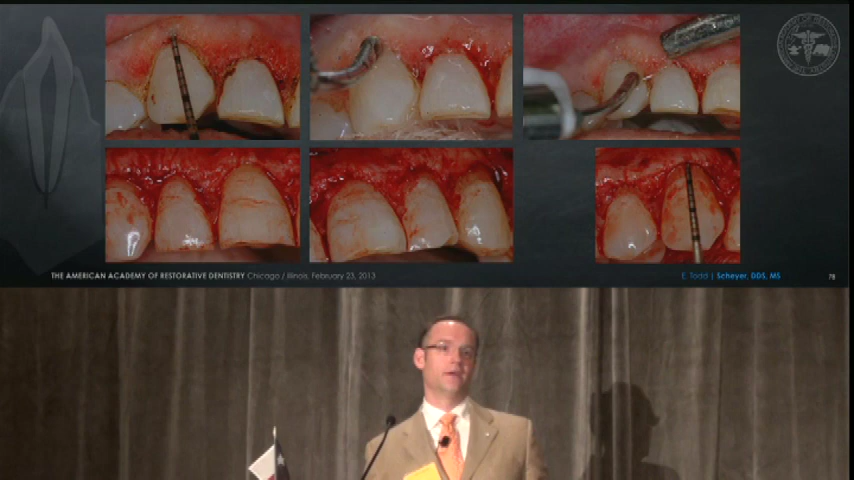 THE AMERICAN ACADEMY OF RESTORATIVE DENTISTRY Chicago / Illinois, February 23, 2013
E. Todd | Scheyer, DDS, MS
78